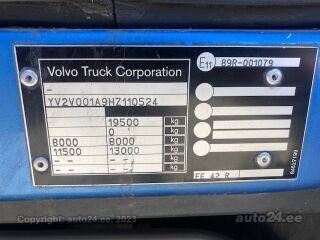 Volvo Truck Corporation
E11 89R-001079
YV2V001A9HZ110524
19500 kg
0 kg
8000 8000 kg
11500 13000 kg
- - - - kg
- - - - kg
FE 42 R
Copyright © auto24.ee, 2023
auto24.ee